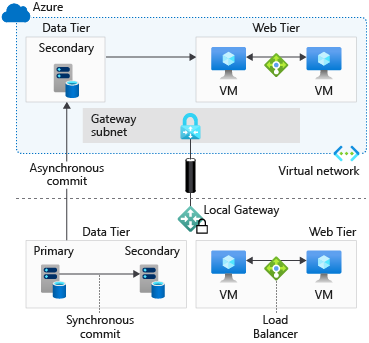 Azure
Data Tier
Web Tier
Secondary
VM
VM
Gateway
subnet
Asynchronous
commit
Virtual network
Local Gateway
Data Tier
Web Tier
Primary
Secondary
VM
VM
Synchronous
commit
Load
Balancer